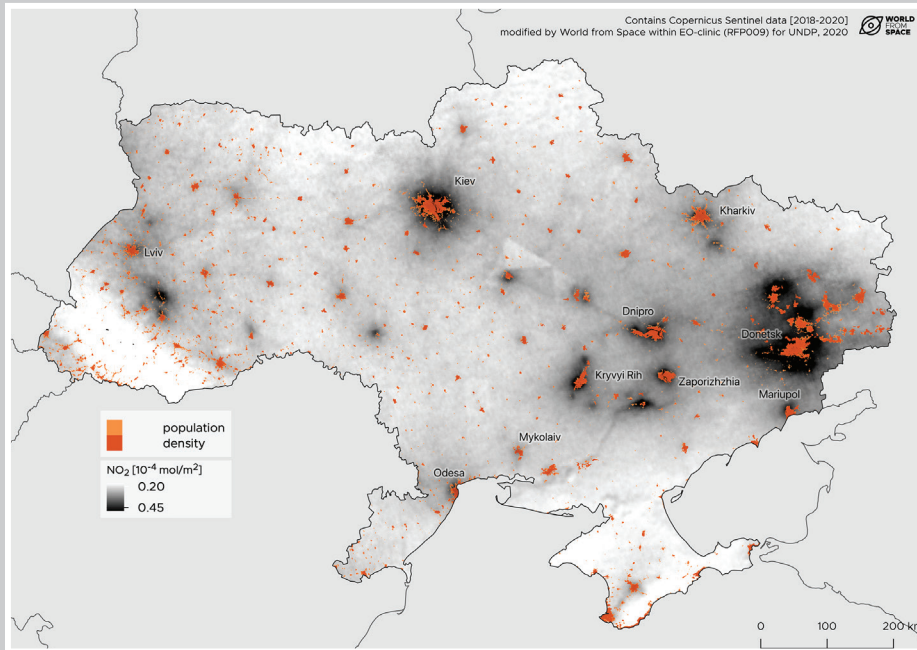 Contains Copernicus Sentinel data [2018-2020]
modified by World from Space within EO-clinic (RFP009) for UNDP, 2020
WORLD
FROM
SPACE
Kiev
Kharkiv
Lviv
Dnipro
Donetsk
Kryvyi Rih
Zaporizhzhia
Mariupol
Mykolaiv
Odesa
population
density
NO₂ [10⁻⁴ mol/m²]
0.20
0.45
0 100 200 km